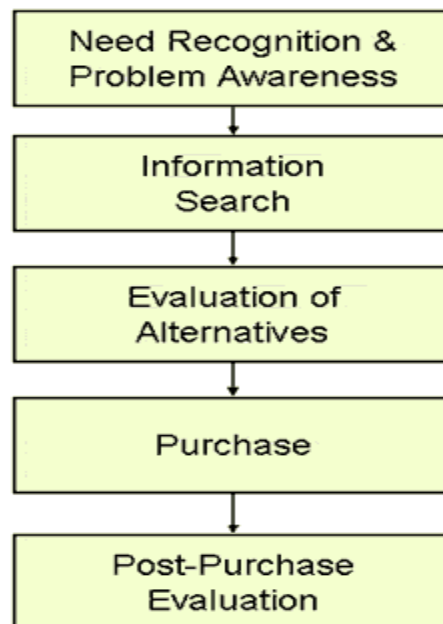 Need Recognition &
Problem Awareness
Information
Search
Evaluation of
Alternatives
Purchase
Post-Purchase
Evaluation